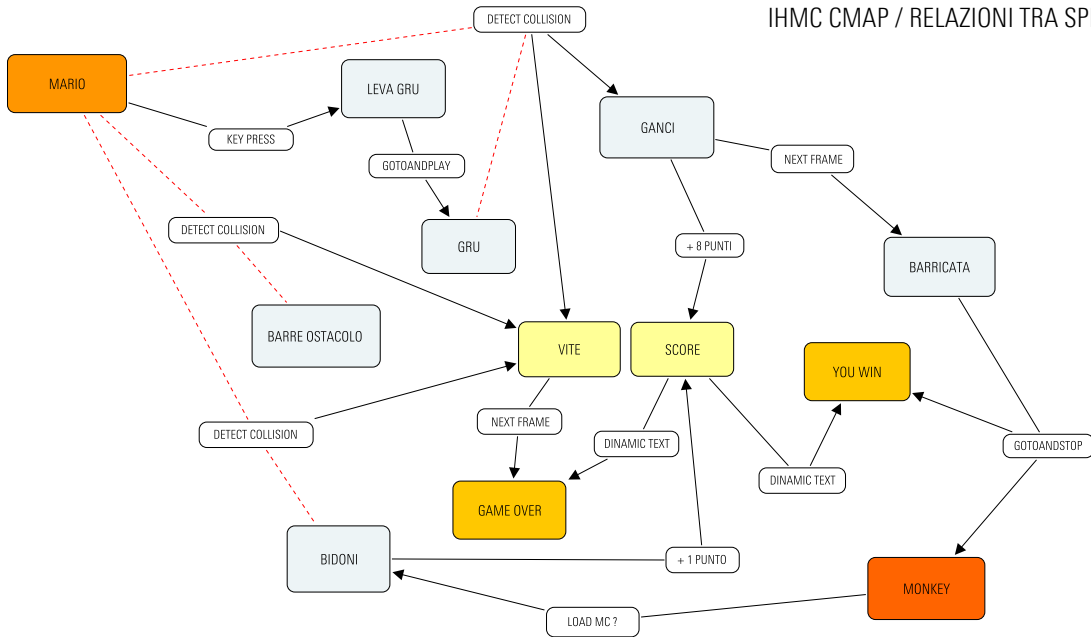 DETECT COLLISION
IHMC CMAP / RELAZIONI TRA SP
MARIO
LEVA GRU
GANCI
KEY PRESS
GOTOANDPLAY
NEXT FRAME
DETECT COLLISION
GRU
+ 8 PUNTI
BARRICATA
BARRE OSTACOLO
VITE
SCORE
YOU WIN
NEXT FRAME
DETECT COLLISION
DINAMIC TEXT
GOTOANDSTOP
DINAMIC TEXT
GAME OVER
BIDONI
+ 1 PUNTO
MONKEY
LOAD MC ?